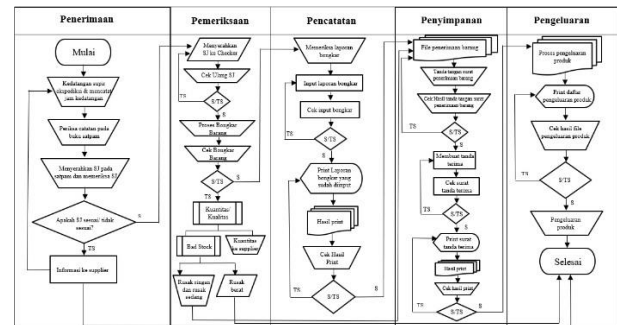 Penerimaan
Mulai
Kedatangan supir
ekspedisi & mencatat
jam kedatangan
Periksa catatan pada
buku satpam
Menyerahkan SJ pada
satpam dan memeriksa SJ
Apakah SJ sesuai/ tidak
sesuai?
S
TS
Informasi ke supplier
Pemeriksaan
Menyerahkan
SJ ke Checker
Cek Ulang SJ
TS
S/TS
S
Proses Bongkar
Barang
Cek Bongkar
Barang
TS
S/TS
S
Kuantitas/
Kualitas
Bad Stock
Kuantitas
ke supplier
Rusak ringan
dan rusak
sedang
Rusak
berat
Pencatatan
Menerima laporan
bongkar
Input laporan bongkar
Cek input bongkar
TS
S/TS
S
Print Laporan
bongkar yang
sudah diinput
Hasil print
Cek Hasil
Print
TS
S/TS
S
Penyimpanan
File penerimaan barang
Tanda tangan surat
penerimaan barang
Cek Hasil tanda tangan surat
penerimaan barang
TS
S/TS
S
Membuat tanda
terima
Cek surat
tanda terima
TS
S/TS
S
Print surat
tanda terima
Hasil print
Cek hasil print
TS
S/TS
S
Pengeluaran
Proses pengeluaran
produk
Print daftar
pengeluaran produk
Cek hasil file
pengeluaran produk
TS
S/TS
S
Pengeluaran
produk
Selesai